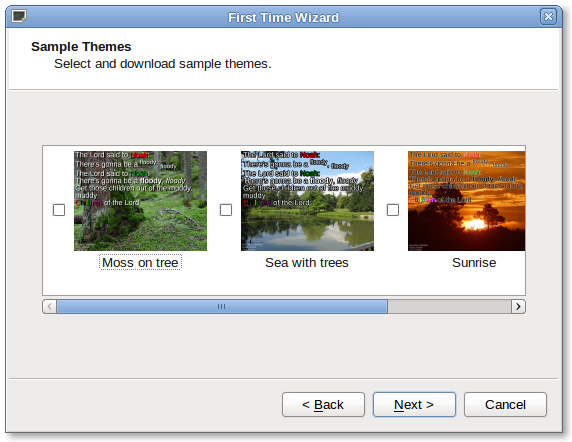 First Time Wizard
Sample Themes
Select and download sample themes.
The Lord said to Noah:
There's gonna be a floody, floody
The Lord said to Noah:
There's gonna be a floody, floody
Get those children out of the muddy
muddy
Children of the Lord
Moss on tree
The Lord said to Noah:
There's gonna be a floody, floody
The Lord said to Noah:
There's gonna be a floody, floody
Get those children out of the muddy
muddy
Children of the Lord
Sea with trees
The Lord said to Noah:
There's gonna be a floody, floody
The Lord said to Noah:
There's gonna be a floody, floody
Get those children out of the muddy
muddy
Children of the Lord
Sunrise
< Back
Next >
Cancel